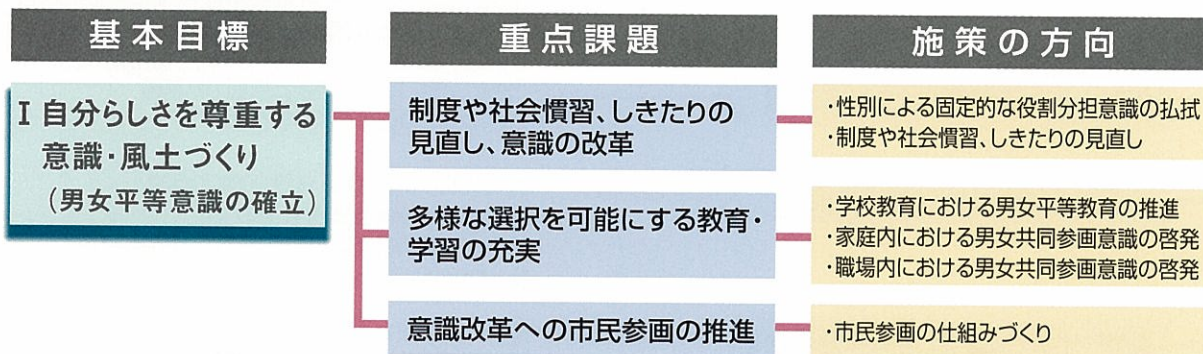 基本目標
重点課題
施策の方向
Ⅰ 自分らしさを尊重する
意識・風土づくり
(男女平等意識の確立)
制度や社会慣習、しきたりの
見直し、意識の改革
・性別による固定的な役割分担意識の払拭
・制度や社会慣習、しきたりの見直し
多様な選択を可能にする教育・
学習の充実
・学校教育における男女平等教育の推進
・家庭内における男女共同参画意識の啓発
・職場内における男女共同参画意識の啓発
意識改革への市民参画の推進
・市民参画の仕組みづくり